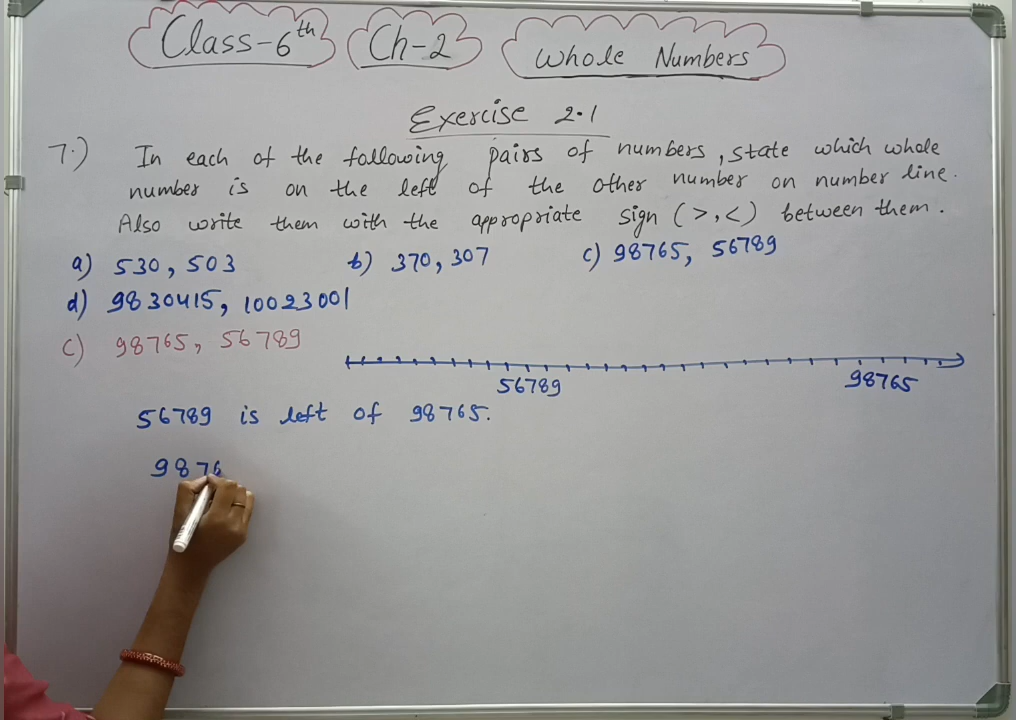 Class-6th Ch-2 Whole Numbers
Exercise 2.1
7.) In each of the following pairs of numbers, state which whole
number is on the left of the other number on number line.
Also write them with the appropriate sign (>,<) between them.
a) 530, 503 b) 370, 307 c) 98765, 56789
d) 9830415, 10023001
c) 98765, 56789
56789 98765
56789 is left of 98765.
9876